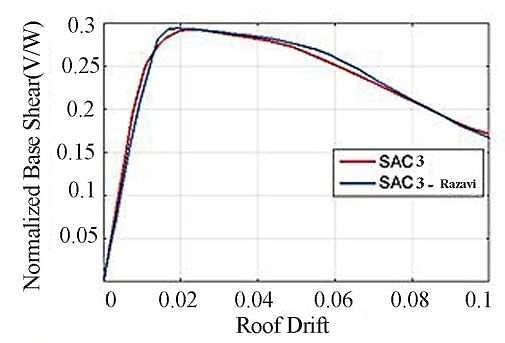 Normalized Base Shear(V/W)
0.3
0.25
0.2
0.15
0.1
0.05
SAC 3
SAC 3 - Razavi
0 0.02 0.04 0.06 0.08 0.1
Roof Drift